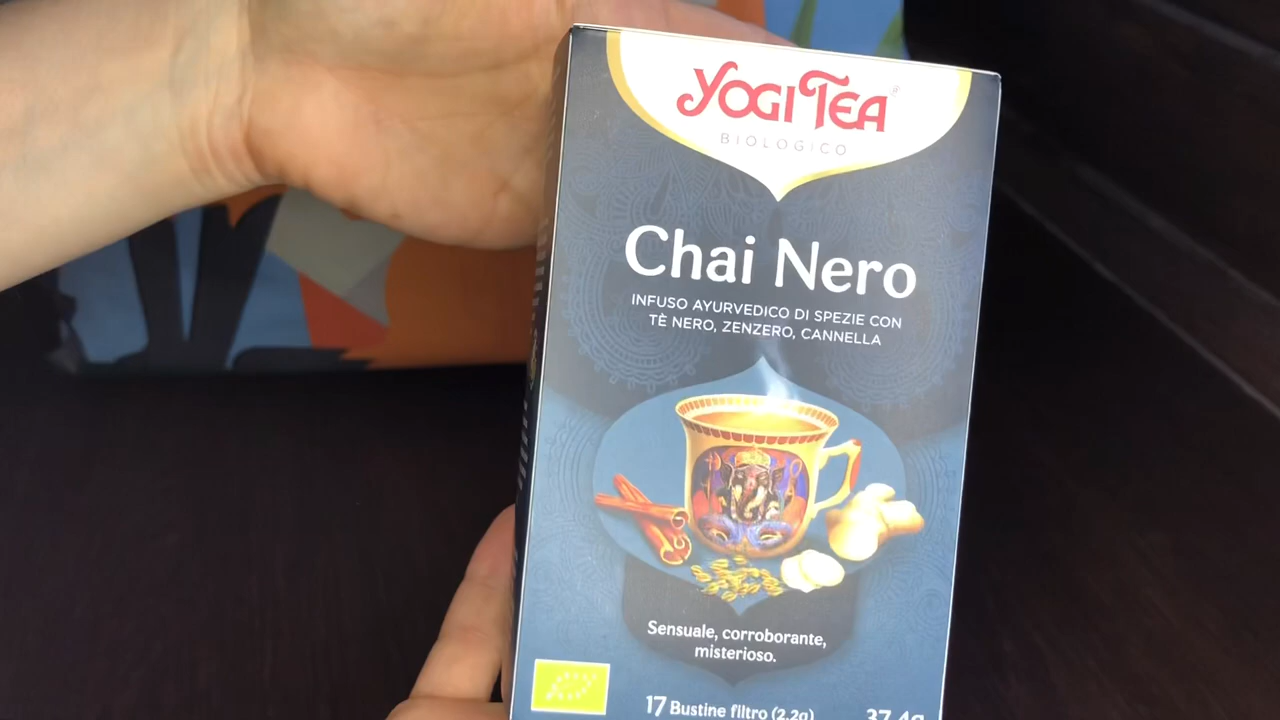 YOGI TEA®
BIOLOGICO
Chai Nero
INFUSO AYURVEDICO DI SPEZIE CON
TÈ NERO, ZENZERO, CANNELLA
Sensuale, corroborante,
misterioso.
17 Bustine filtro (2,2g) 37,4g